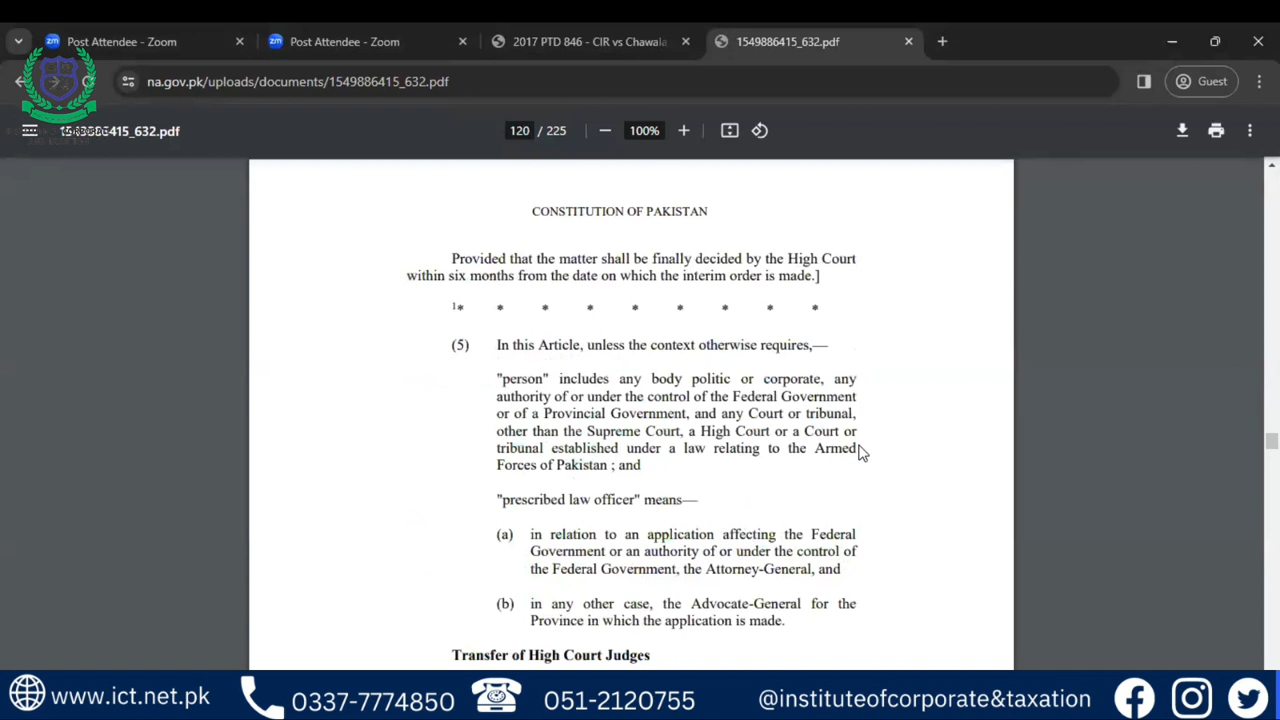 Post Attendee - Zoom
Post Attendee - Zoom
2017 PTD 846 - CIR vs Chawala
1549886415_632.pdf
na.gov.pk/uploads/documents/1549886415_632.pdf
Guest
415_632.pdf
120 / 225
100%
CONSTITUTION OF PAKISTAN
Provided that the matter shall be finally decided by the High Court
within six months from the date on which the interim order is made.]
1* * * * * * * * *
(5) In this Article, unless the context otherwise requires,—
"person" includes any body politic or corporate, any
authority of or under the control of the Federal Government
or of a Provincial Government, and any Court or tribunal,
other than the Supreme Court, a High Court or a Court or
tribunal established under a law relating to the Armed
Forces of Pakistan ; and
"prescribed law officer" means—
(a) in relation to an application affecting the Federal
Government or an authority of or under the control of
the Federal Government, the Attorney-General, and
(b) in any other case, the Advocate-General for the
Province in which the application is made.
Transfer of High Court Judges
www.ict.net.pk
0337-7774850
051-2120755
@instituteofcorporate&taxation